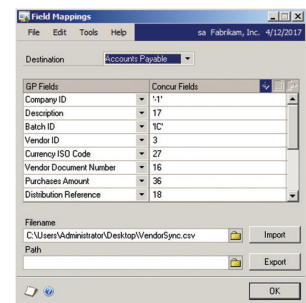 Field Mappings
File Edit Tools Help sa Fabrikam, Inc. 4/12/2017
Destination Accounts Payable
GP Fields Concur Fields
Company ID '-1'
Description 17
Batch ID 'IC'
Vendor ID 3
Currency ISO Code 27
Vendor Document Number 16
Purchases Amount 36
Distribution Reference 18
Filename
C:\Users\Administrator\Desktop\VendorSync.csv Import
Path
Export
OK